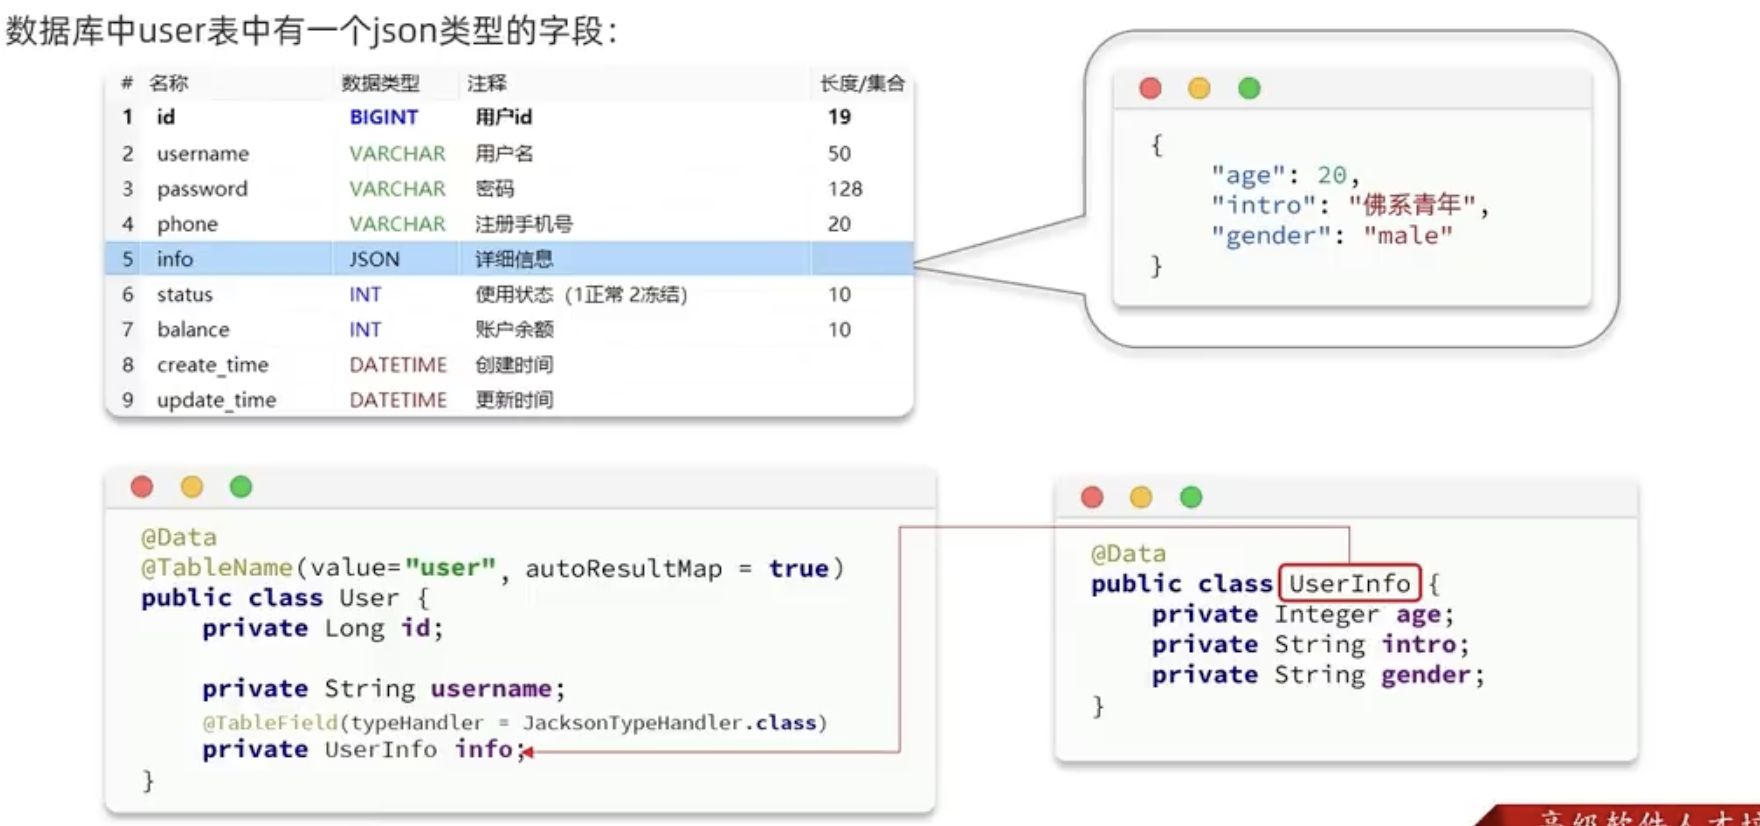 数据库中user表中有一个json类型的字段：
# 名称 数据类型 注释 长度/集合
1 id BIGINT 用户id 19
2 username VARCHAR 用户名 50
3 password VARCHAR 密码 128
4 phone VARCHAR 注册手机号 20
5 info JSON 详细信息
6 status INT 使用状态（1正常 2冻结） 10
7 balance INT 账户余额 10
8 create_time DATETIME 创建时间
9 update_time DATETIME 更新时间
{
"age": 20,
"intro": "佛系青年",
"gender": "male"
}
@Data
@TableName(value="user", autoResultMap = true)
public class User {
private Long id;
private String username;
@TableField(typeHandler = JacksonTypeHandler.class)
private UserInfo info;
}
@Data
public class UserInfo {
private Integer age;
private String intro;
private String gender;
}
高级软件人才培